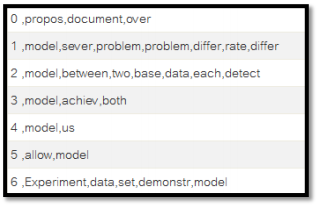 0 ,propos,document,over
1 ,model,sever,problem,problem,differ,rate,differ
2 ,model,between,two,base,data,each,detect
3 ,model,achiev,both
4 ,model,us
5 ,allow,model
6 ,Experiment,data,set,demonstr,model